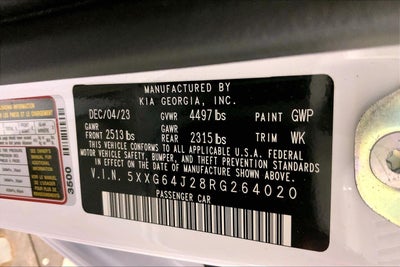 MANUFACTURED BY
KIA GEORGIA, INC.
DEC/04/23 GVWR 4497lbs PAINT GWP
GAWR GAWR
FRONT 2513lbs REAR 2315lbs TRIM WK
THIS VEHICLE CONFORMS TO ALL APPLICABLE U.S.A. FEDERAL
MOTOR VEHICLE SAFETY, BUMPER, AND THEFT PREVENTION STANDARDS
IN EFFECT ON THE DATE OF MANUFACTURE SHOWN ABOVE.
V.I.N. 5XXG64J28RG264020
PASSENGER CAR
3500